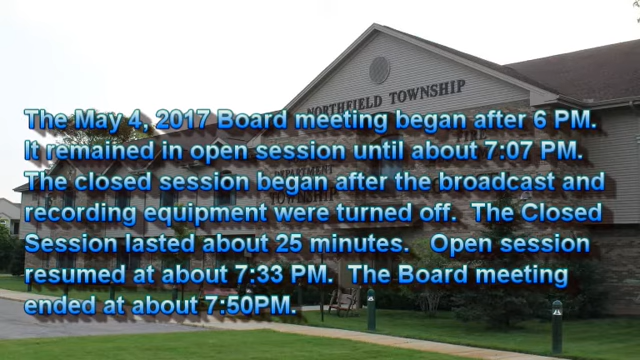 NORTHFIELD TOWNSHIP
The May 4, 2017 Board meeting began after 6 PM.
It remained in open session until about 7:07 PM.
DEPARTMENT
TOWNSHIP
The closed session began after the broadcast and
recording equipment were turned off.  The Closed
Session lasted about 25 minutes.   Open session
resumed at about 7:33 PM.  The Board meeting
ended at about 7:50PM.